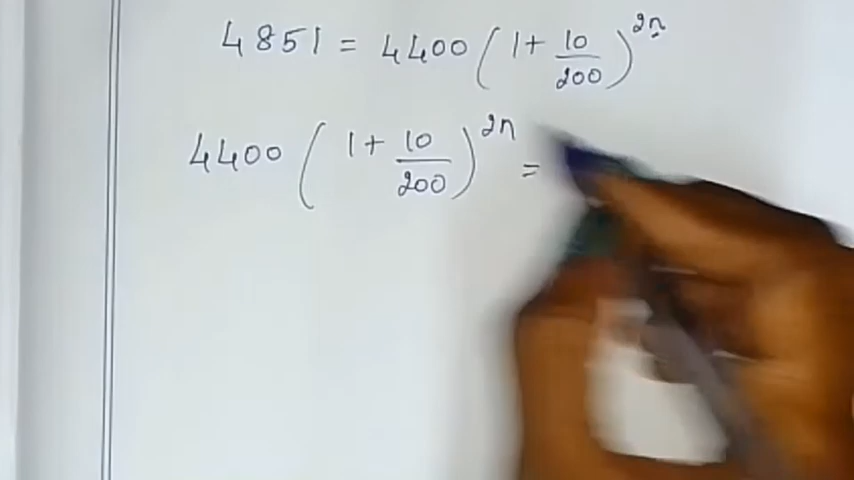 4851 = 4400 (1 + 10/200)^2n
4400 (1 + 10/200)^2n =